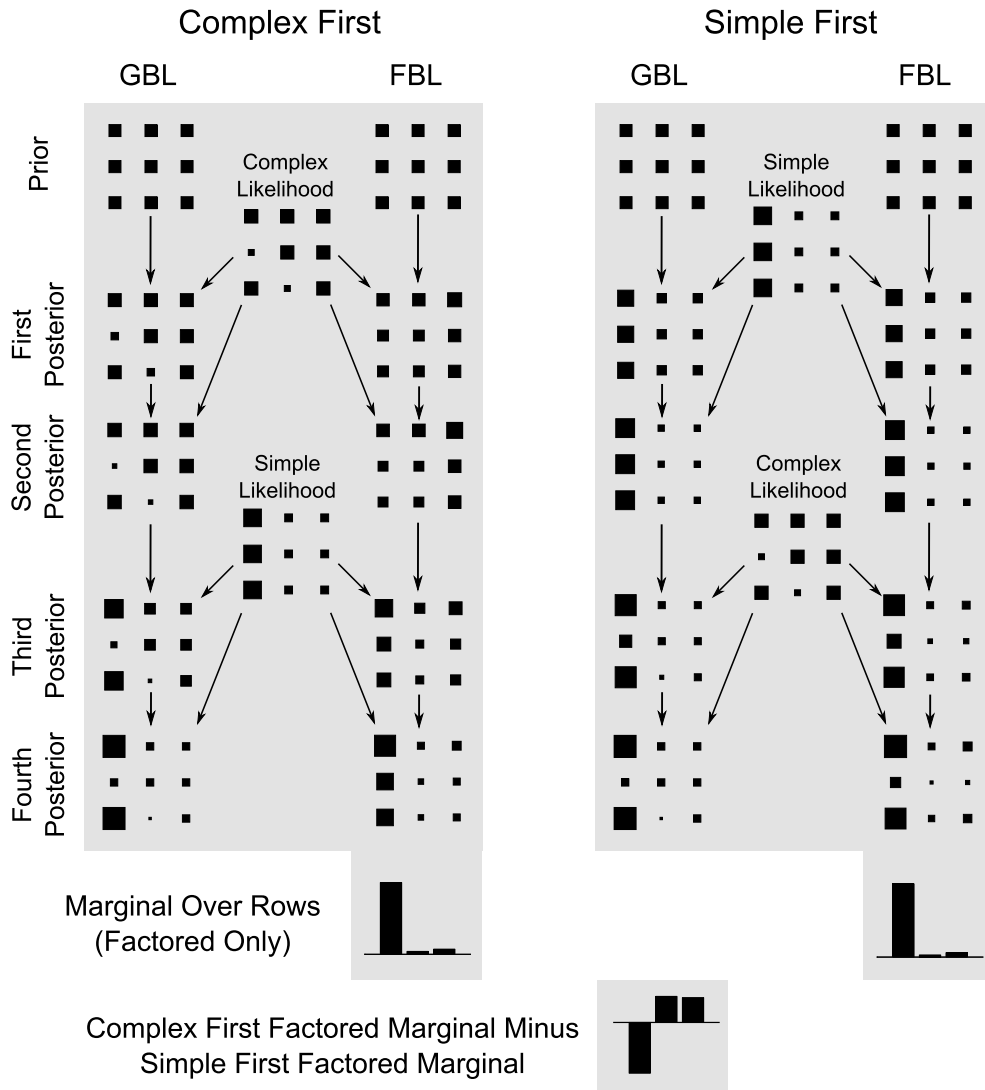 Complex First
Simple First
GBL
FBL
GBL
FBL
Prior
Complex
Likelihood
Simple
Likelihood
First
Posterior
Second
Posterior
Simple
Likelihood
Complex
Likelihood
Third
Posterior
Fourth
Posterior
Marginal Over Rows
(Factored Only)
Complex First Factored Marginal Minus
Simple First Factored Marginal